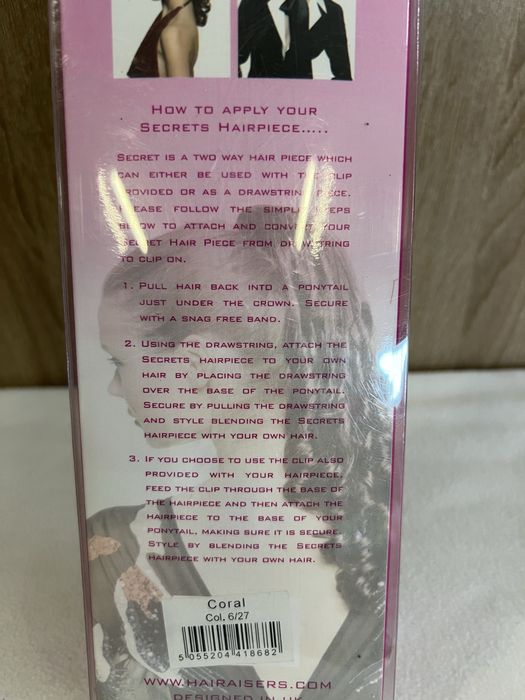 HOW TO APPLY YOUR
SECRETS HAIRPIECE.....
SECRET IS A TWO WAY HAIR PIECE WHICH
CAN EITHER BE USED WITH THE CLIP
PROVIDED OR AS A DRAWSTRING PIECE.
PLEASE FOLLOW THE SIMPLE STEPS
BELOW TO ATTACH AND CONVERT YOUR
SECRET HAIR PIECE FROM DRAWSTRING
TO CLIP ON.
1. PULL HAIR BACK INTO A PONYTAIL
JUST UNDER THE CROWN. SECURE
WITH A SNAG FREE BAND.
2. USING THE DRAWSTRING, ATTACH THE
SECRETS HAIRPIECE TO YOUR OWN
HAIR BY PLACING THE DRAWSTRING
OVER THE BASE OF THE PONYTAIL.
SECURE BY PULLING THE DRAWSTRING
AND STYLE BLENDING THE SECRETS
HAIRPIECE WITH YOUR OWN HAIR.
3. IF YOU CHOOSE TO USE THE CLIP ALSO
PROVIDED WITH YOUR HAIRPIECE,
FEED THE CLIP THROUGH THE BASE OF
THE HAIRPIECE AND THEN ATTACH THE
HAIRPIECE TO THE BASE OF YOUR
PONYTAIL, MAKING SURE IT IS SECURE.
STYLE BY BLENDING THE SECRETS
HAIRPIECE WITH YOUR OWN HAIR.
Coral
Col. 6/27
5 055204 418682
WWW.HAIRAISERS.COM
DESIGNED IN UK